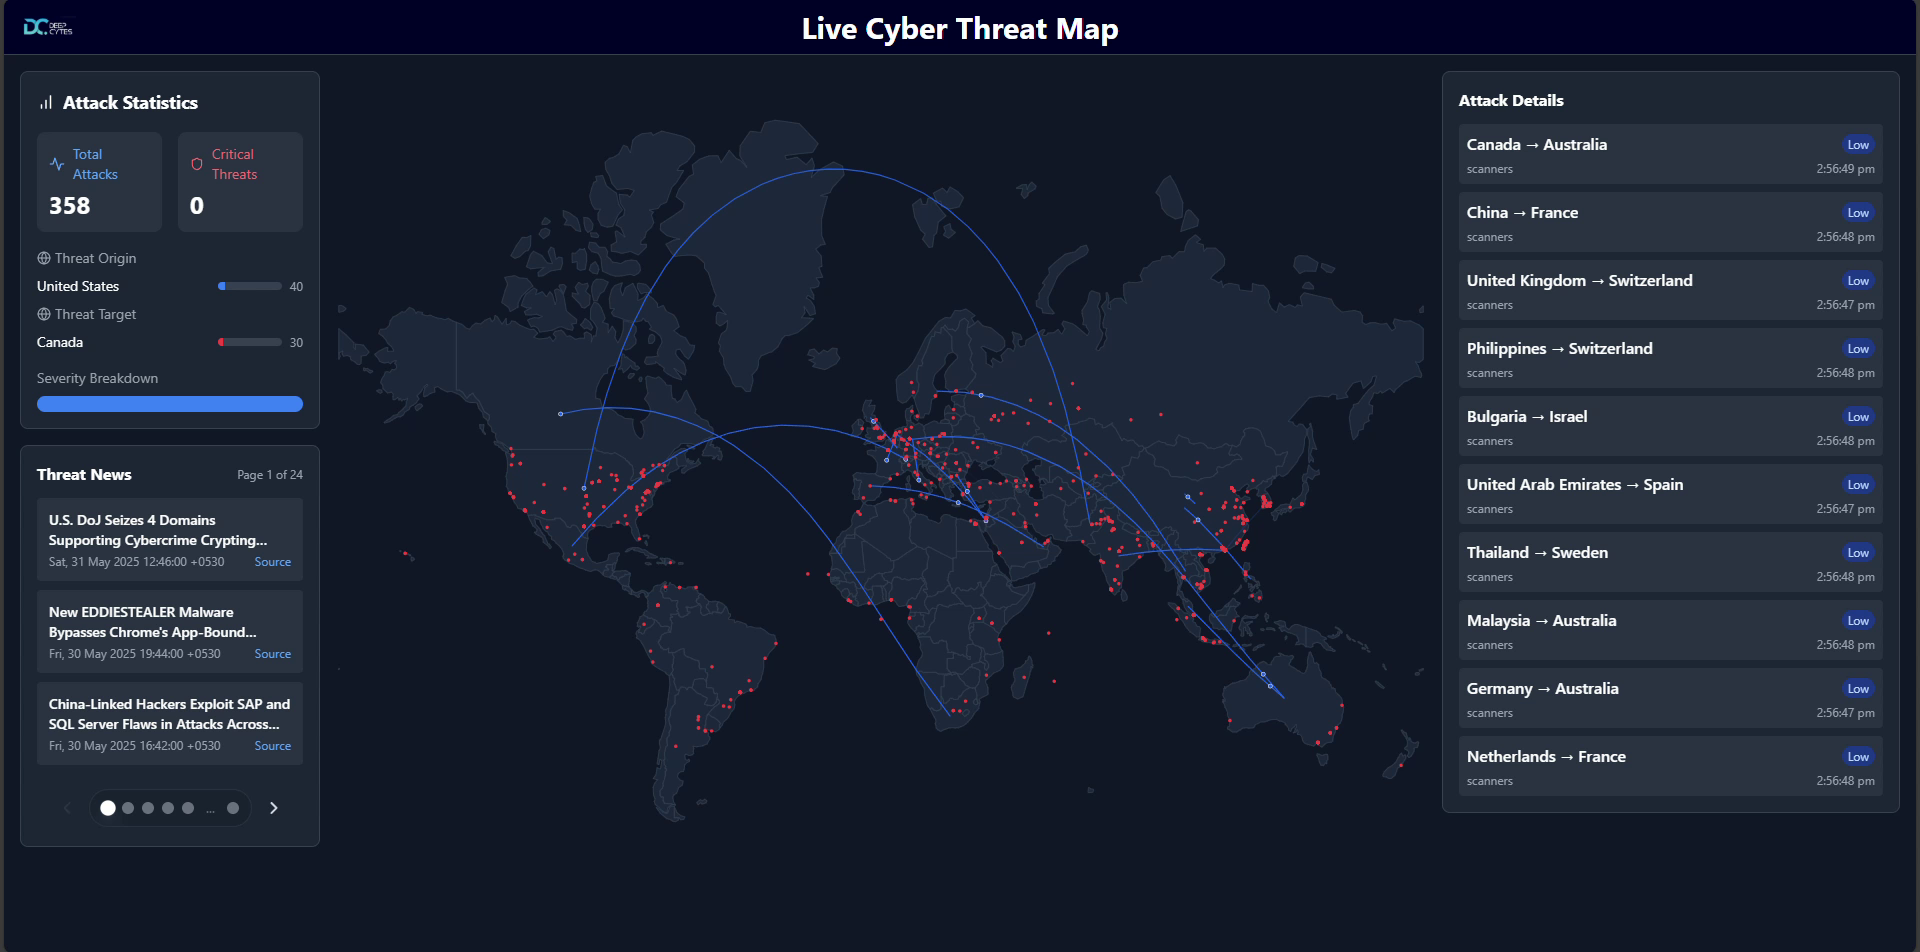 DC. DEEP
CYTES
Live Cyber Threat Map
Attack Statistics
Total
Attacks
358
Critical
Threats
0
Threat Origin
United States 40
Threat Target
Canada 30
Severity Breakdown
Threat News Page 1 of 24
U.S. DoJ Seizes 4 Domains
Supporting Cybercrime Crypting...
Sat, 31 May 2025 12:46:00 +0530 Source
New EDDIESTEALER Malware
Bypasses Chrome's App-Bound...
Fri, 30 May 2025 19:44:00 +0530 Source
China-Linked Hackers Exploit SAP and
SQL Server Flaws in Attacks Across...
Fri, 30 May 2025 16:42:00 +0530 Source
...
Attack Details
Canada → Australia Low
scanners 2:56:49 pm
China → France Low
scanners 2:56:48 pm
United Kingdom → Switzerland Low
scanners 2:56:47 pm
Philippines → Switzerland Low
scanners 2:56:48 pm
Bulgaria → Israel Low
scanners 2:56:48 pm
United Arab Emirates → Spain Low
scanners 2:56:47 pm
Thailand → Sweden Low
scanners 2:56:48 pm
Malaysia → Australia Low
scanners 2:56:48 pm
Germany → Australia Low
scanners 2:56:47 pm
Netherlands → France Low
scanners 2:56:48 pm